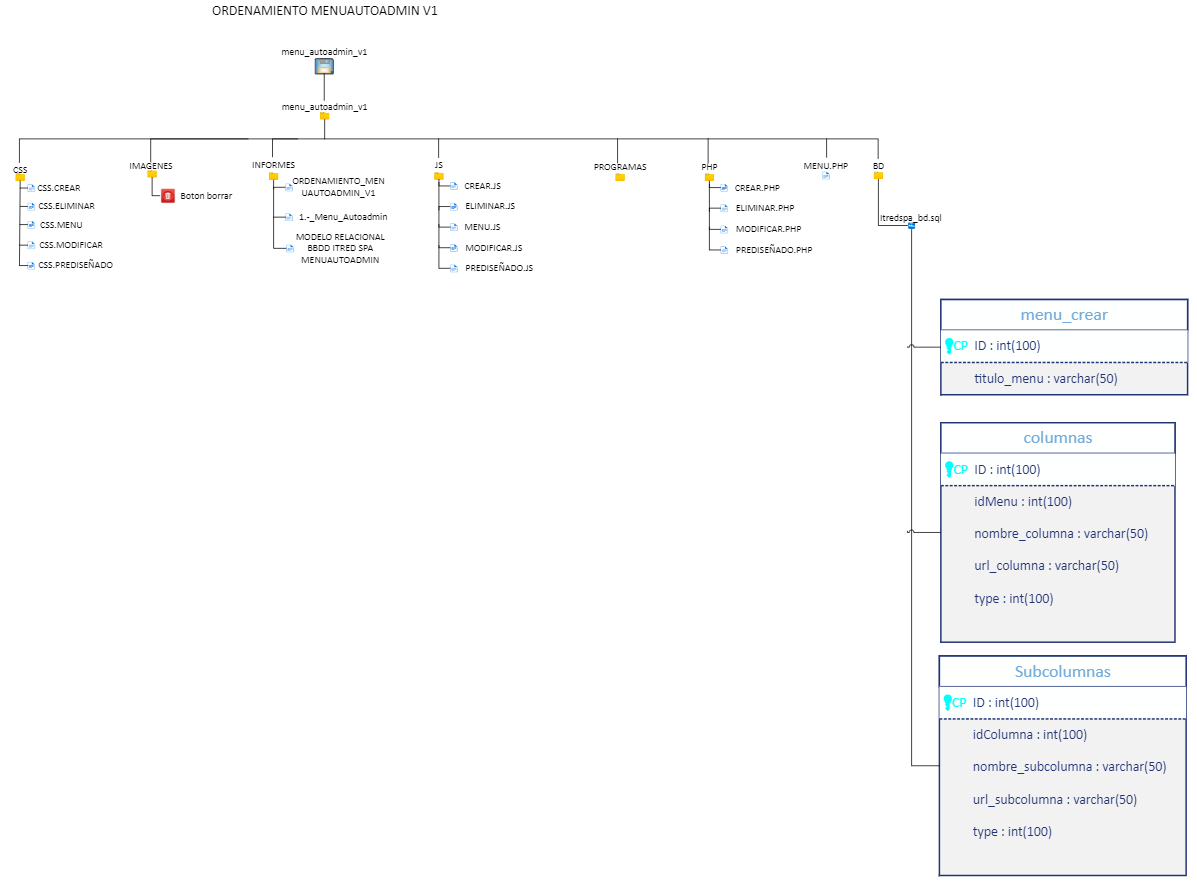 ORDENAMIENTO MENUAUTOADMIN V1
menu_autoadmin_v1
menu_autoadmin_v1
CSS
CSS.CREAR
CSS.ELIMINAR
CSS.MENU
CSS.MODIFICAR
CSS.PREDISEÑADO
IMAGENES
Boton borrar
INFORMES
ORDENAMIENTO_MEN
UAUTOADMIN_V1
1.-_Menu_Autoadmin
MODELO RELACIONAL
BBDD ITRED SPA
MENUAUTOADMIN
JS
CREAR.JS
ELIMINAR.JS
MENU.JS
MODIFICAR.JS
PREDISEÑADO.JS
PROGRAMAS
PHP
CREAR.PHP
ELIMINAR.PHP
MODIFICAR.PHP
PREDISEÑADO.PHP
MENU.PHP
BD
Itredspa_bd.sql
menu_crear
CP ID : int(100)
titulo_menu : varchar(50)
columnas
CP ID : int(100)
idMenu : int(100)
nombre_columna : varchar(50)
url_columna : varchar(50)
type : int(100)
Subcolumnas
CP ID : int(100)
idColumna : int(100)
nombre_subcolumna : varchar(50)
url_subcolumna : varchar(50)
type : int(100)